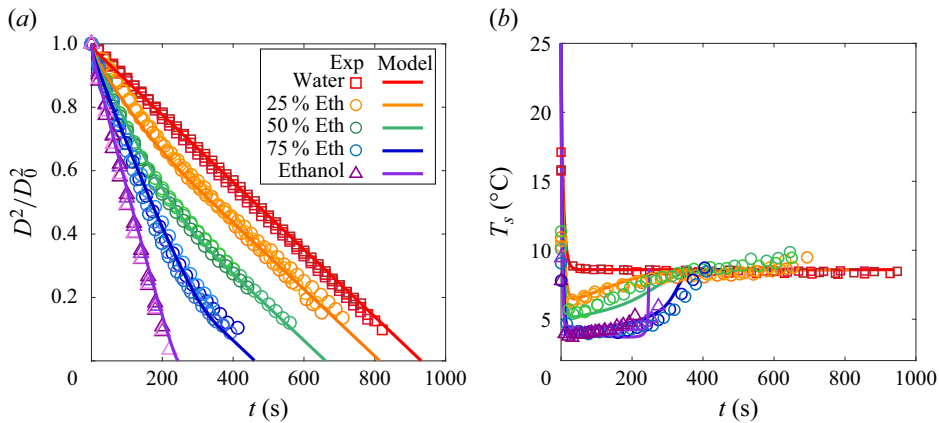 (a)
1.0
0.8
0.6
0.4
0.2
0
200
400
600
800
1000
t (s)
D²/D₀²
Exp Model
Water
25 % Eth
50 % Eth
75 % Eth
Ethanol
(b)
25
20
15
10
5
0
200
400
600
800
1000
t (s)
Tₛ (°C)